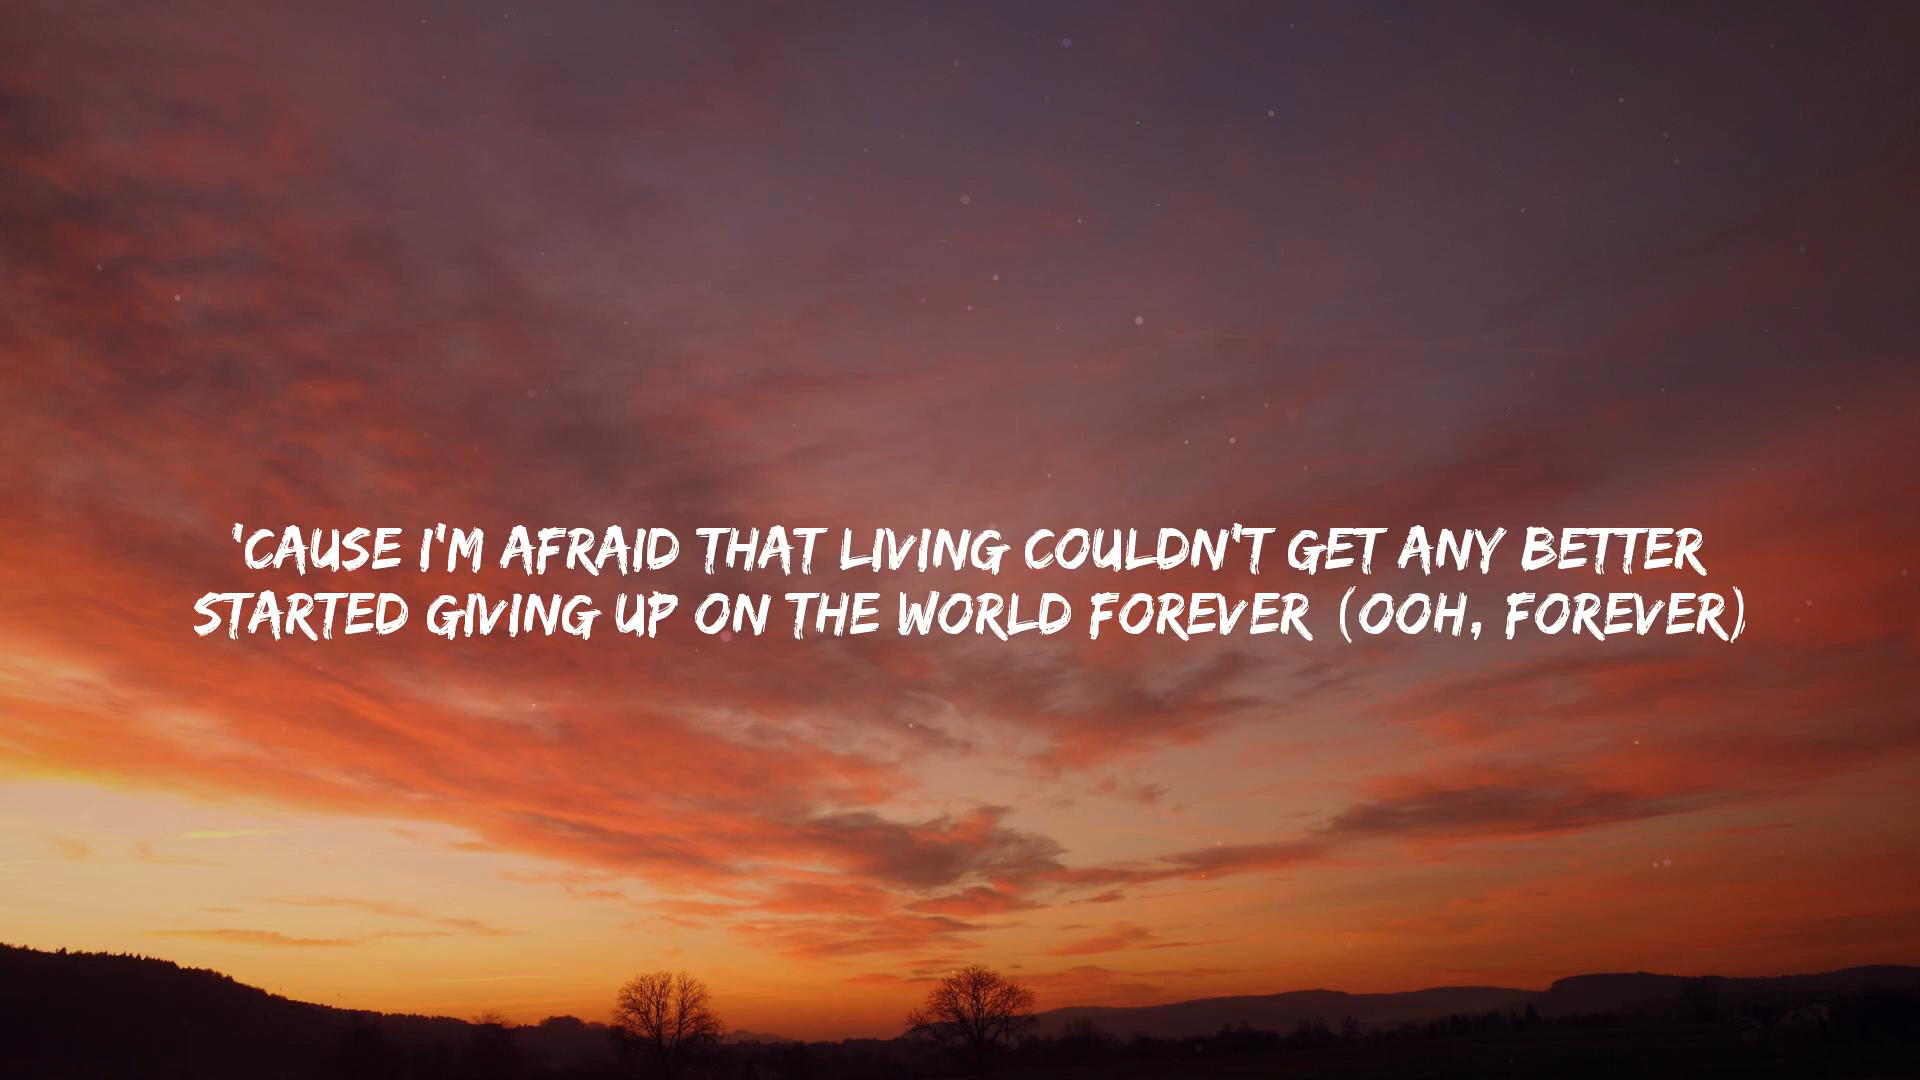 'CAUSE I'M AFRAID THAT LIVING COULDN'T GET ANY BETTER
STARTED GIVING UP ON THE WORLD FOREVER (OOH, FOREVER)